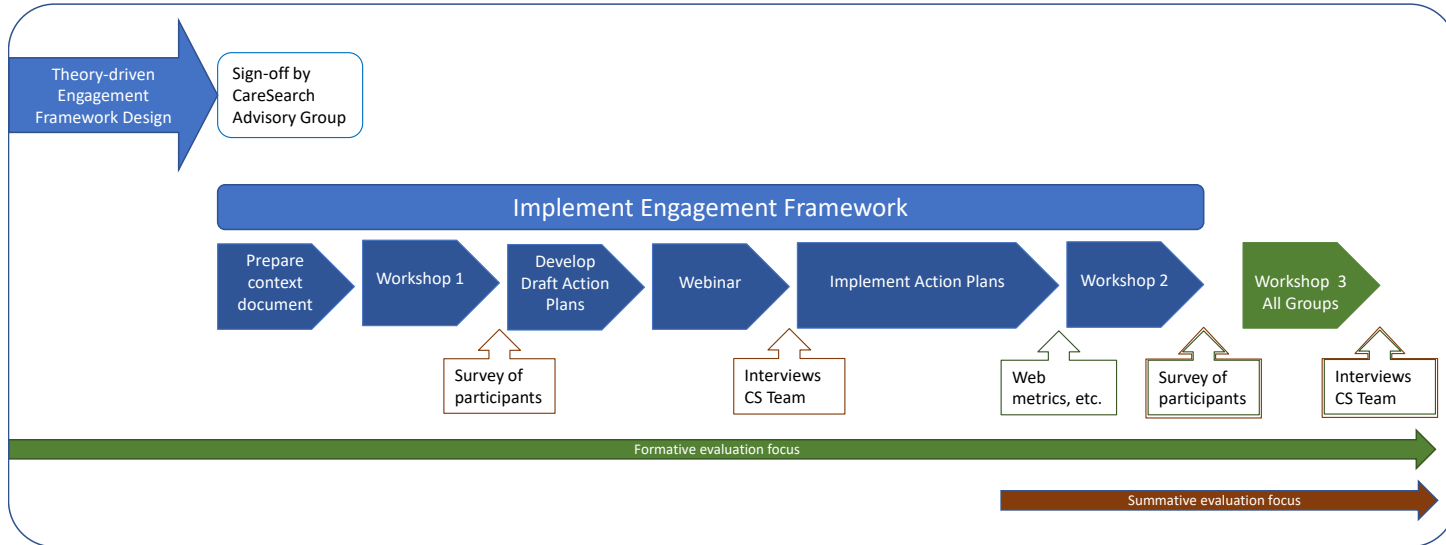 Theory-driven
Engagement
Framework Design
Sign-off by
CareSearch
Advisory Group
Implement Engagement Framework
Prepare
context
document
Workshop 1
Develop
Draft Action
Plans
Webinar
Implement Action Plans
Workshop 2
Workshop 3
All Groups
Survey of
participants
Interviews
CS Team
Web
metrics, etc.
Survey of
participants
Interviews
CS Team
Formative evaluation focus
Summative evaluation focus